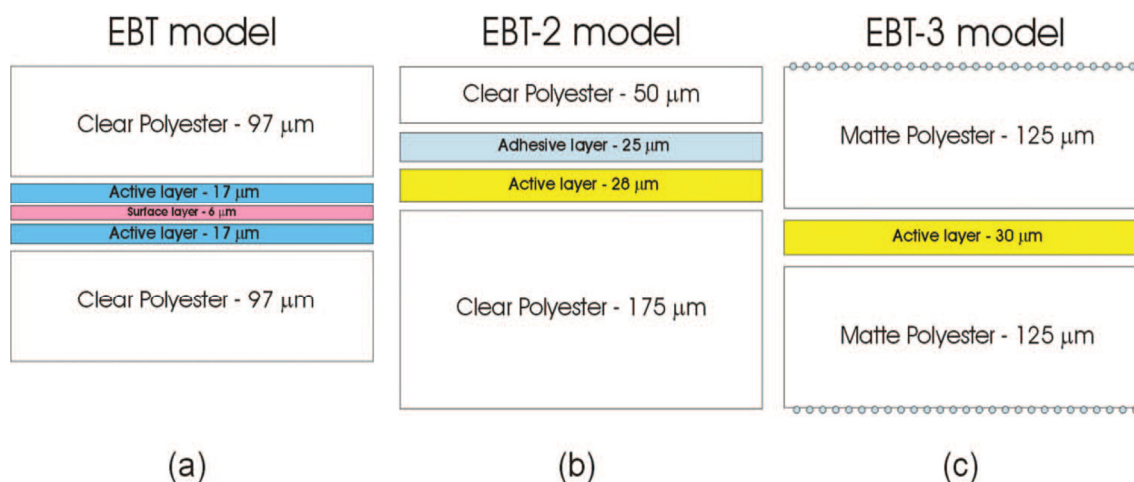 EBT model
Clear Polyester - 97 μm
Active layer - 17 μm
Surface layer - 6 μm
Active layer - 17 μm
Clear Polyester - 97 μm
(a)
EBT-2 model
Clear Polyester - 50 μm
Adhesive layer - 25 μm
Active layer - 28 μm
Clear Polyester - 175 μm
(b)
EBT-3 model
Matte Polyester - 125 μm
Active layer - 30 μm
Matte Polyester - 125 μm
(c)